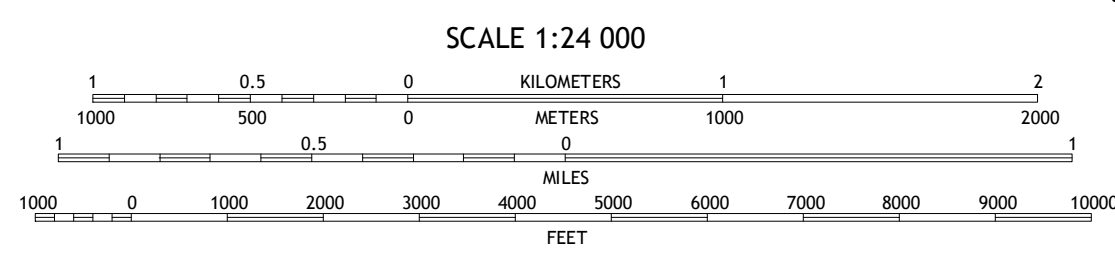 SCALE 1:24 000
1 0.5 0 KILOMETERS 1 2
1000 500 0 METERS 1000 2000
1 0.5 0 1
MILES
1000 0 1000 2000 3000 4000 5000 6000 7000 8000 9000 10000
FEET